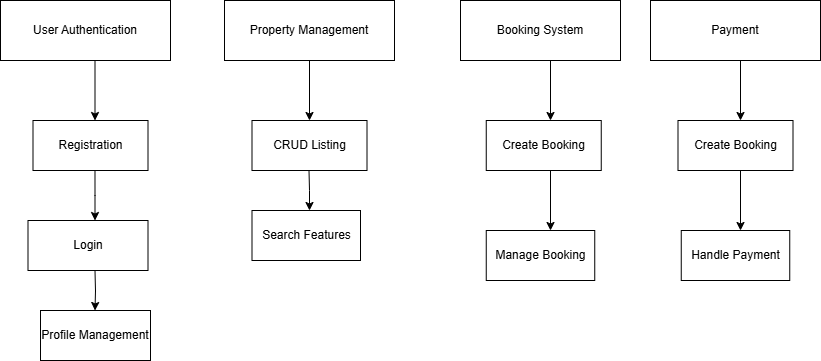 User Authentication
Property Management
Booking System
Payment
Registration
CRUD Listing
Create Booking
Create Booking
Login
Search Features
Manage Booking
Handle Payment
Profile Management